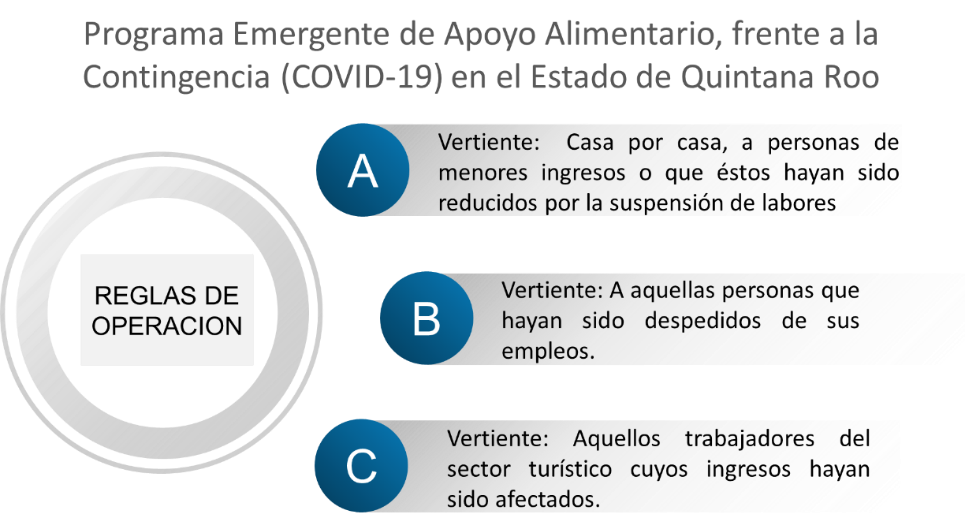 Programa Emergente de Apoyo Alimentario, frente a la
Contingencia (COVID-19) en el Estado de Quintana Roo
REGLAS DE
OPERACION
A
Vertiente: Casa por casa, a personas de
menores ingresos o que éstos hayan sido
reducidos por la suspensión de labores
B
Vertiente: A aquellas personas que
hayan sido despedidos de sus
empleos.
C
Vertiente: Aquellos trabajadores del
sector turístico cuyos ingresos hayan
sido afectados.